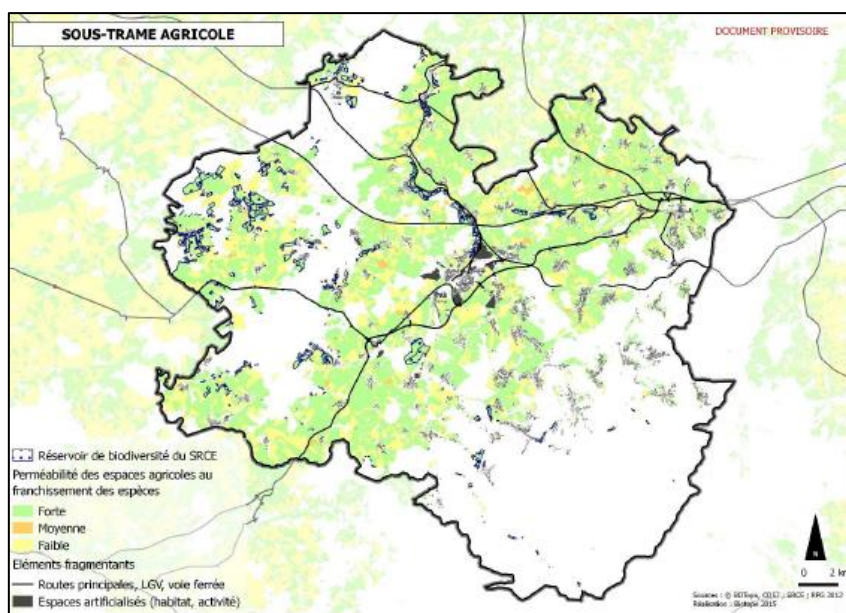 SOUS-TRAME AGRICOLE
DOCUMENT PROVISOIRE
Réservoir de biodiversité du SRCE
Perméabilité des espaces agricoles au
franchissement des espèces
Forte
Moyenne
Faible
Eléments fragmentants
Routes principales, LGV, voie ferrée
Espaces artificialisés (habitat, activité)
N
0 2 km
Réalisation : Biotope 2015